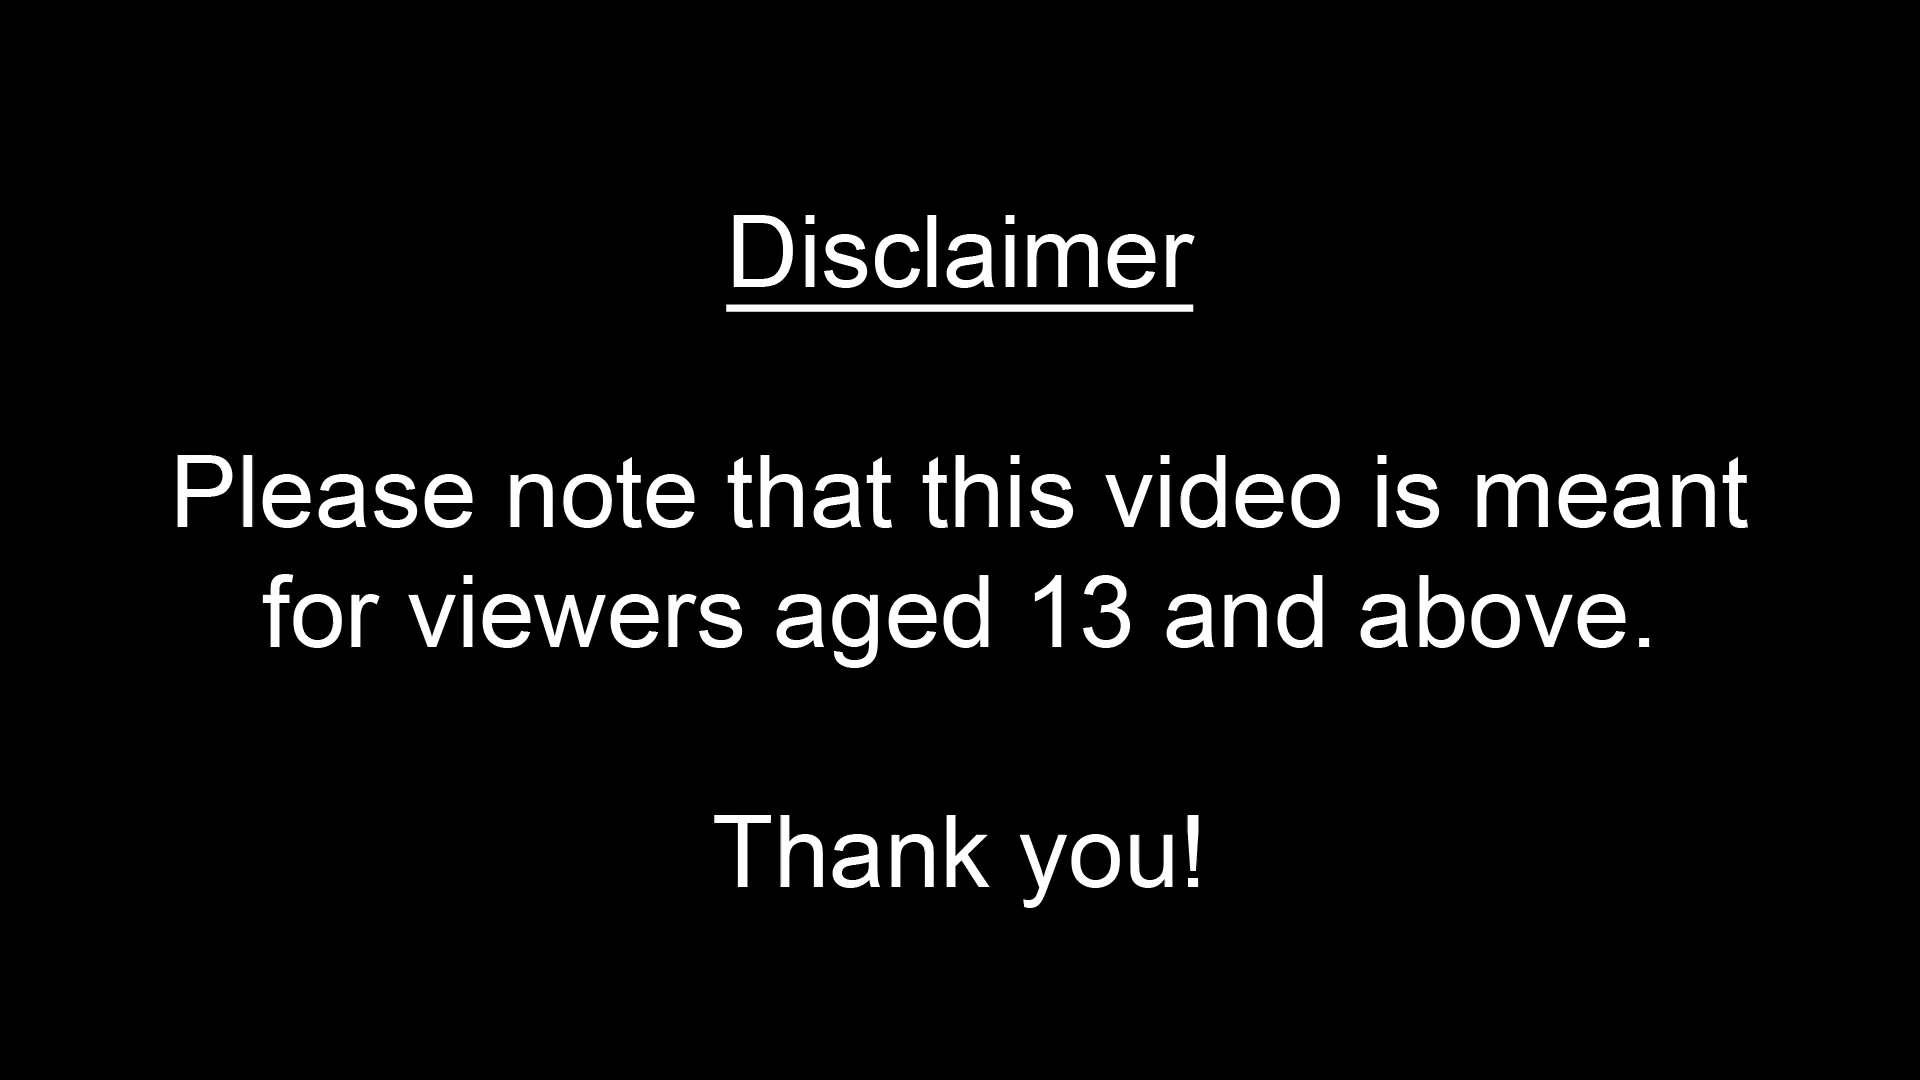 Disclaimer
Please note that this video is meant
for viewers aged 13 and above.
Thank you!